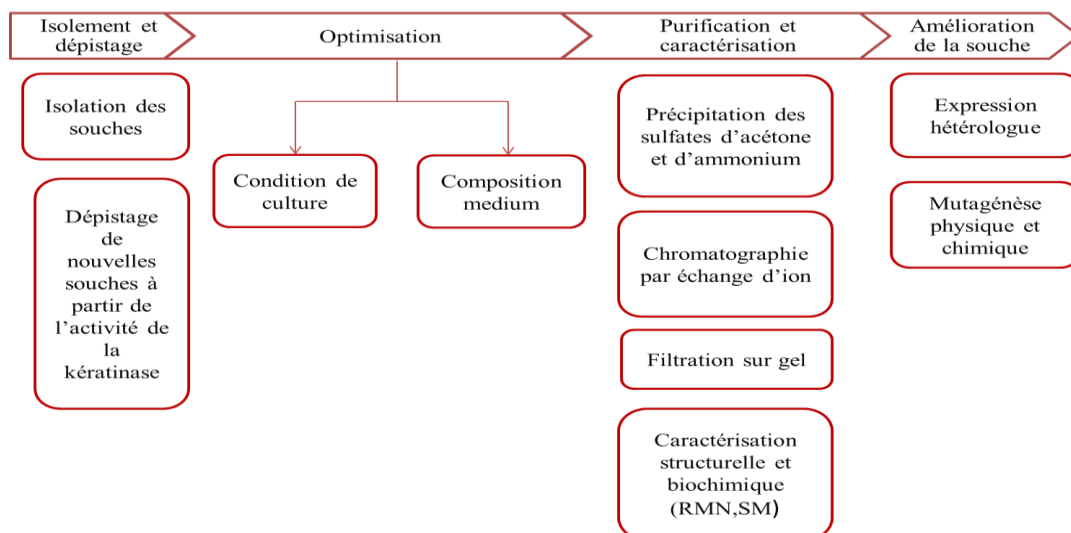 Isolement et
dépistage
Optimisation
Purification et
caractérisation
Amélioration
de la souche
Isolation des
souches
Dépistage
de
nouvelles
souches à
partir de
l’activité de
la
kératinase
Condition de
culture
Composition
medium
Précipitation des
sulfates d’acétone
et d’ammonium
Chromatographie
par échange d’ion
Filtration sur gel
Caractérisation
structurelle et
biochimique
(RMN,SM)
Expression
hétérologue
Mutagénèse
physique et
chimique